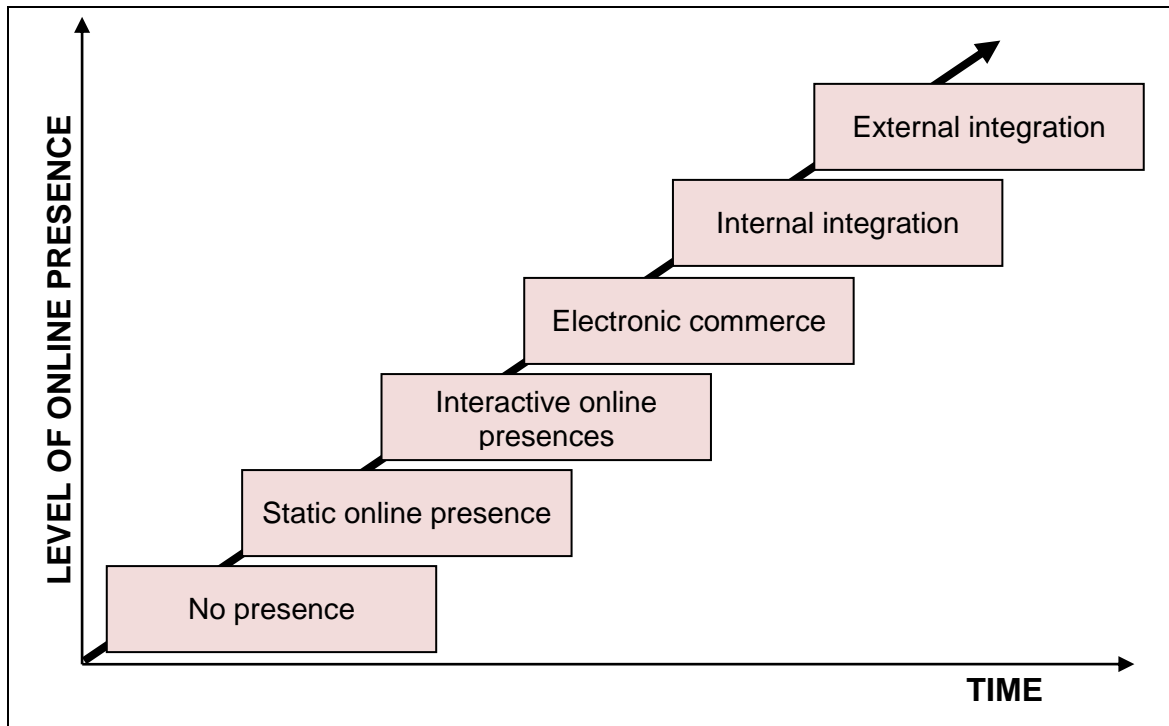 LEVEL OF ONLINE PRESENCE
External integration
Internal integration
Electronic commerce
Interactive online
presences
Static online presence
No presence
TIME